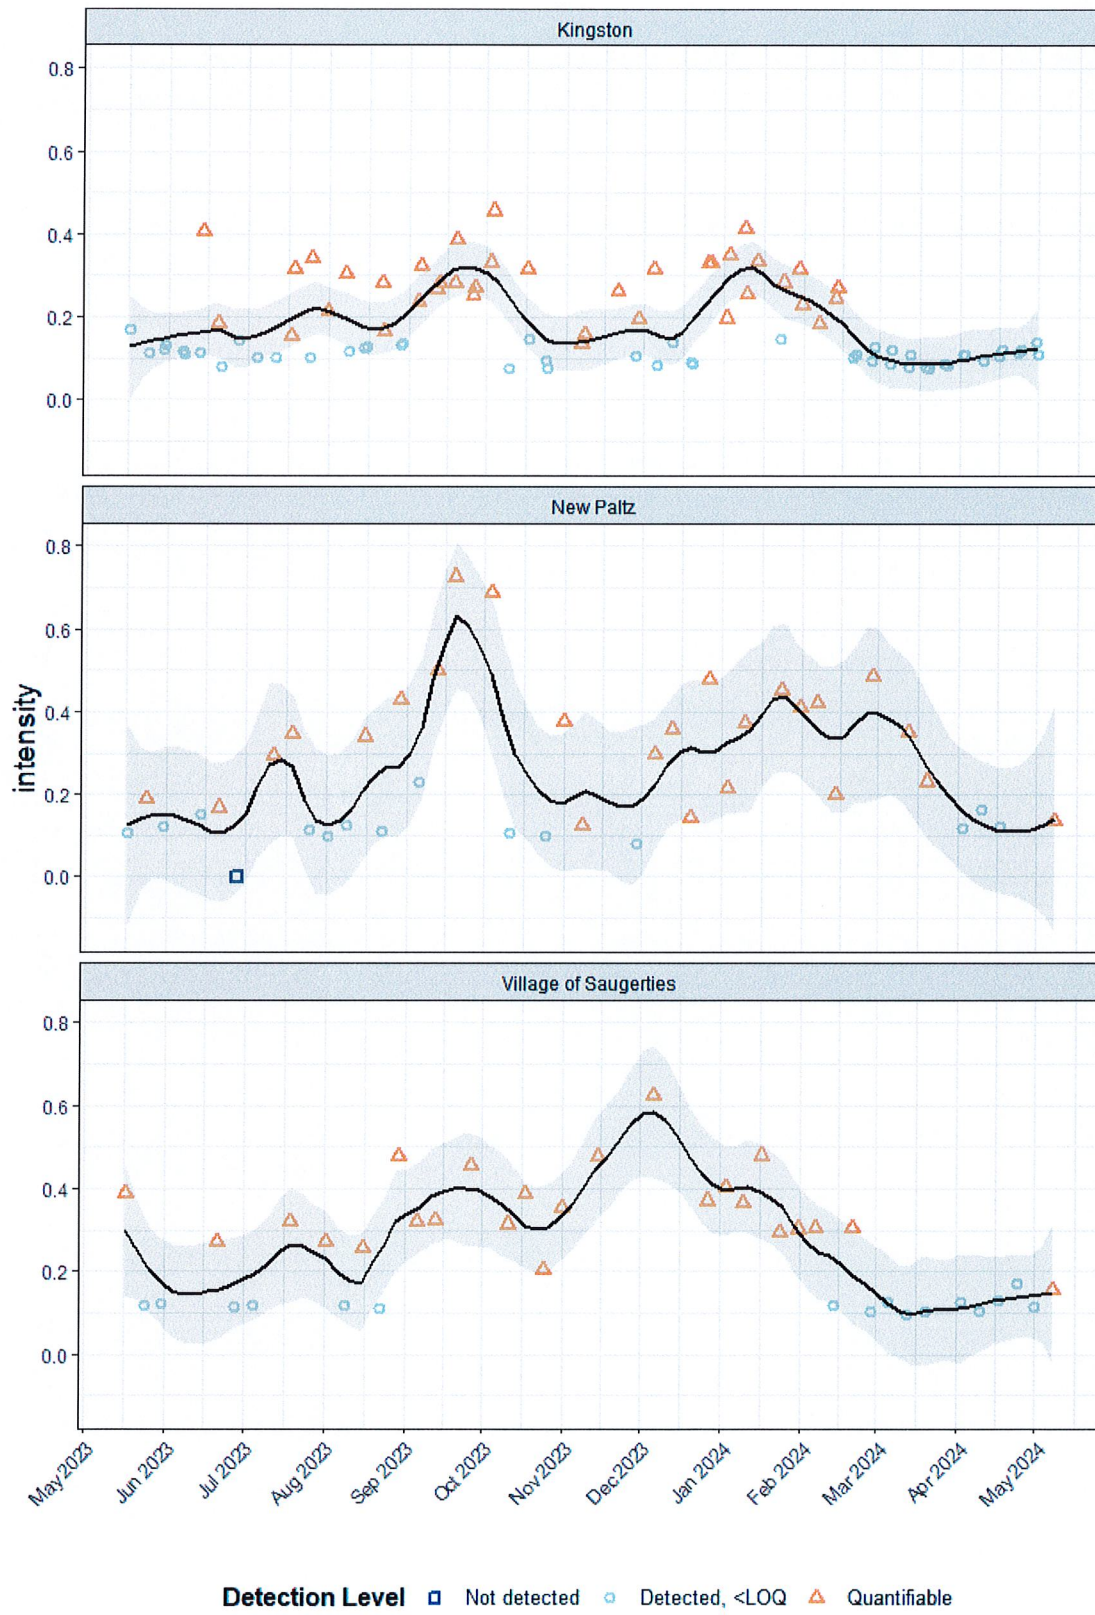 Kingston
0.8
0.6
0.4
0.2
0.0
New Paltz
0.8
0.6
0.4
0.2
0.0
intensity
Village of Saugerties
0.8
0.6
0.4
0.2
0.0
May 2023
Jun 2023
Jul 2023
Aug 2023
Sep 2023
Oct 2023
Nov 2023
Dec 2023
Jan 2024
Feb 2024
Mar 2024
Apr 2024
May 2024
Detection Level Not detected Detected, <LOQ Quantifiable